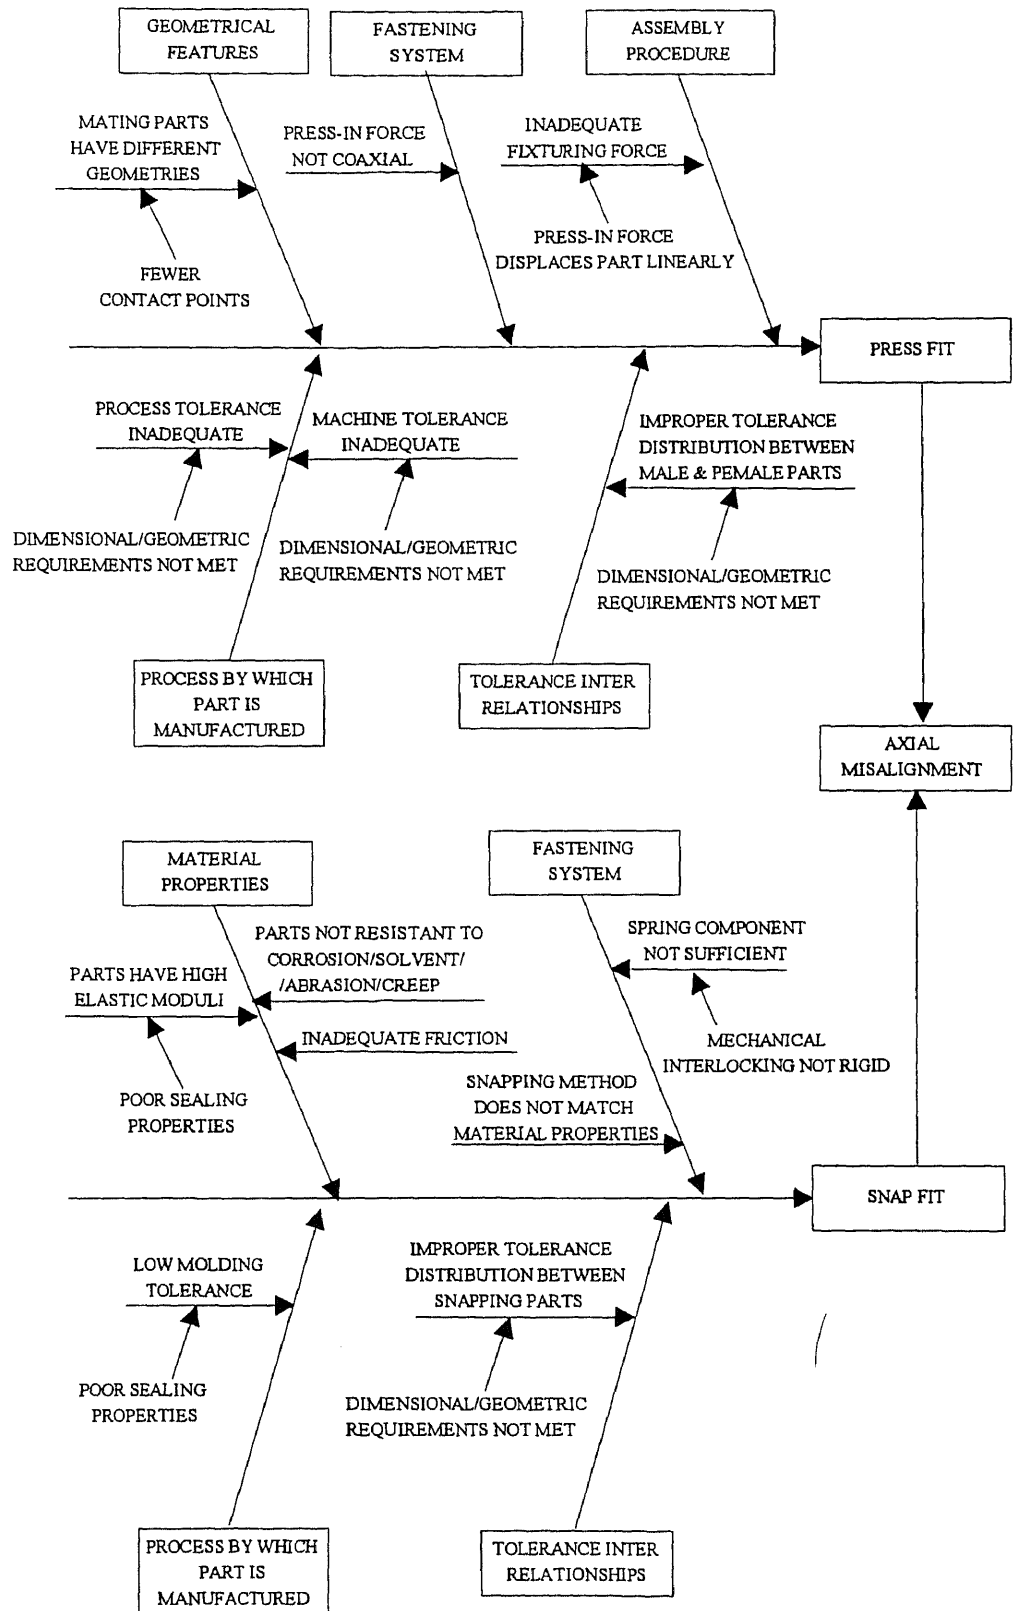 GEOMETRICAL
FEATURES
FASTENING
SYSTEM
ASSEMBLY
PROCEDURE
MATING PARTS
HAVE DIFFERENT
GEOMETRIES
PRESS-IN FORCE
NOT COAXIAL
INADEQUATE
FIXTURING FORCE
FEWER
CONTACT POINTS
PRESS-IN FORCE
DISPLACES PART LINEARLY
PRESS FIT
PROCESS TOLERANCE
INADEQUATE
MACHINE TOLERANCE
INADEQUATE
IMPROPER TOLERANCE
DISTRIBUTION BETWEEN
MALE & PEMALE PARTS
DIMENSIONAL/GEOMETRIC
REQUIREMENTS NOT MET
DIMENSIONAL/GEOMETRIC
REQUIREMENTS NOT MET
DIMENSIONAL/GEOMETRIC
REQUIREMENTS NOT MET
PROCESS BY WHICH
PART IS
MANUFACTURED
TOLERANCE INTER
RELATIONSHIPS
AXIAL
MISALIGNMENT
MATERIAL
PROPERTIES
FASTENING
SYSTEM
PARTS NOT RESISTANT TO
CORROSION/SOLVENT/
/ABRASION/CREEP
SPRING COMPONENT
NOT SUFFICIENT
PARTS HAVE HIGH
ELASTIC MODULI
INADEQUATE FRICTION
MECHANICAL
INTERLOCKING NOT RIGID
POOR SEALING
PROPERTIES
SNAPPING METHOD
DOES NOT MATCH
MATERIAL PROPERTIES
SNAP FIT
LOW MOLDING
TOLERANCE
IMPROPER TOLERANCE
DISTRIBUTION BETWEEN
SNAPPING PARTS
POOR SEALING
PROPERTIES
DIMENSIONAL/GEOMETRIC
REQUIREMENTS NOT MET
PROCESS BY WHICH
PART IS
MANUFACTURED
TOLERANCE INTER
RELATIONSHIPS